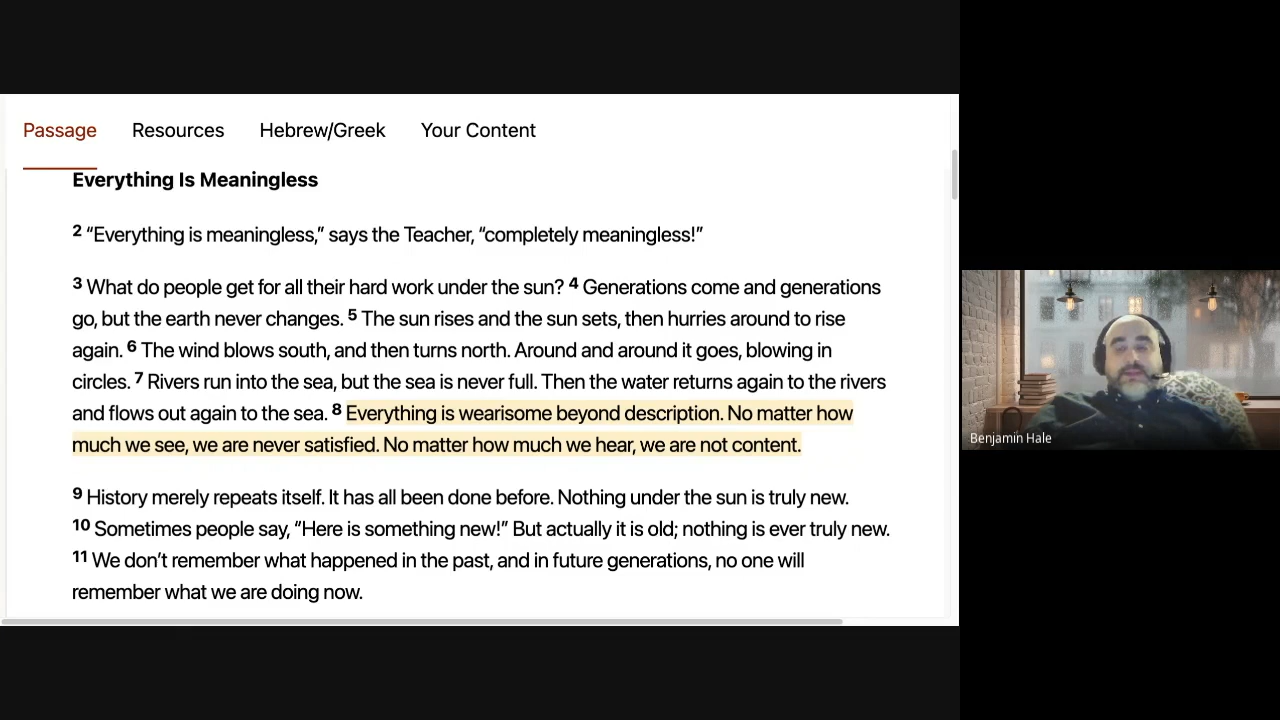 Passage Resources Hebrew/Greek Your Content
Everything Is Meaningless
2 “Everything is meaningless,” says the Teacher, “completely meaningless!”
3 What do people get for all their hard work under the sun? 4 Generations come and generations
go, but the earth never changes. 5 The sun rises and the sun sets, then hurries around to rise
again. 6 The wind blows south, and then turns north. Around and around it goes, blowing in
circles. 7 Rivers run into the sea, but the sea is never full. Then the water returns again to the rivers
and flows out again to the sea. 8 Everything is wearisome beyond description. No matter how
much we see, we are never satisfied. No matter how much we hear, we are not content.
9 History merely repeats itself. It has all been done before. Nothing under the sun is truly new.
10 Sometimes people say, “Here is something new!” But actually it is old; nothing is ever truly new.
11 We don’t remember what happened in the past, and in future generations, no one will
remember what we are doing now.
Benjamin Hale